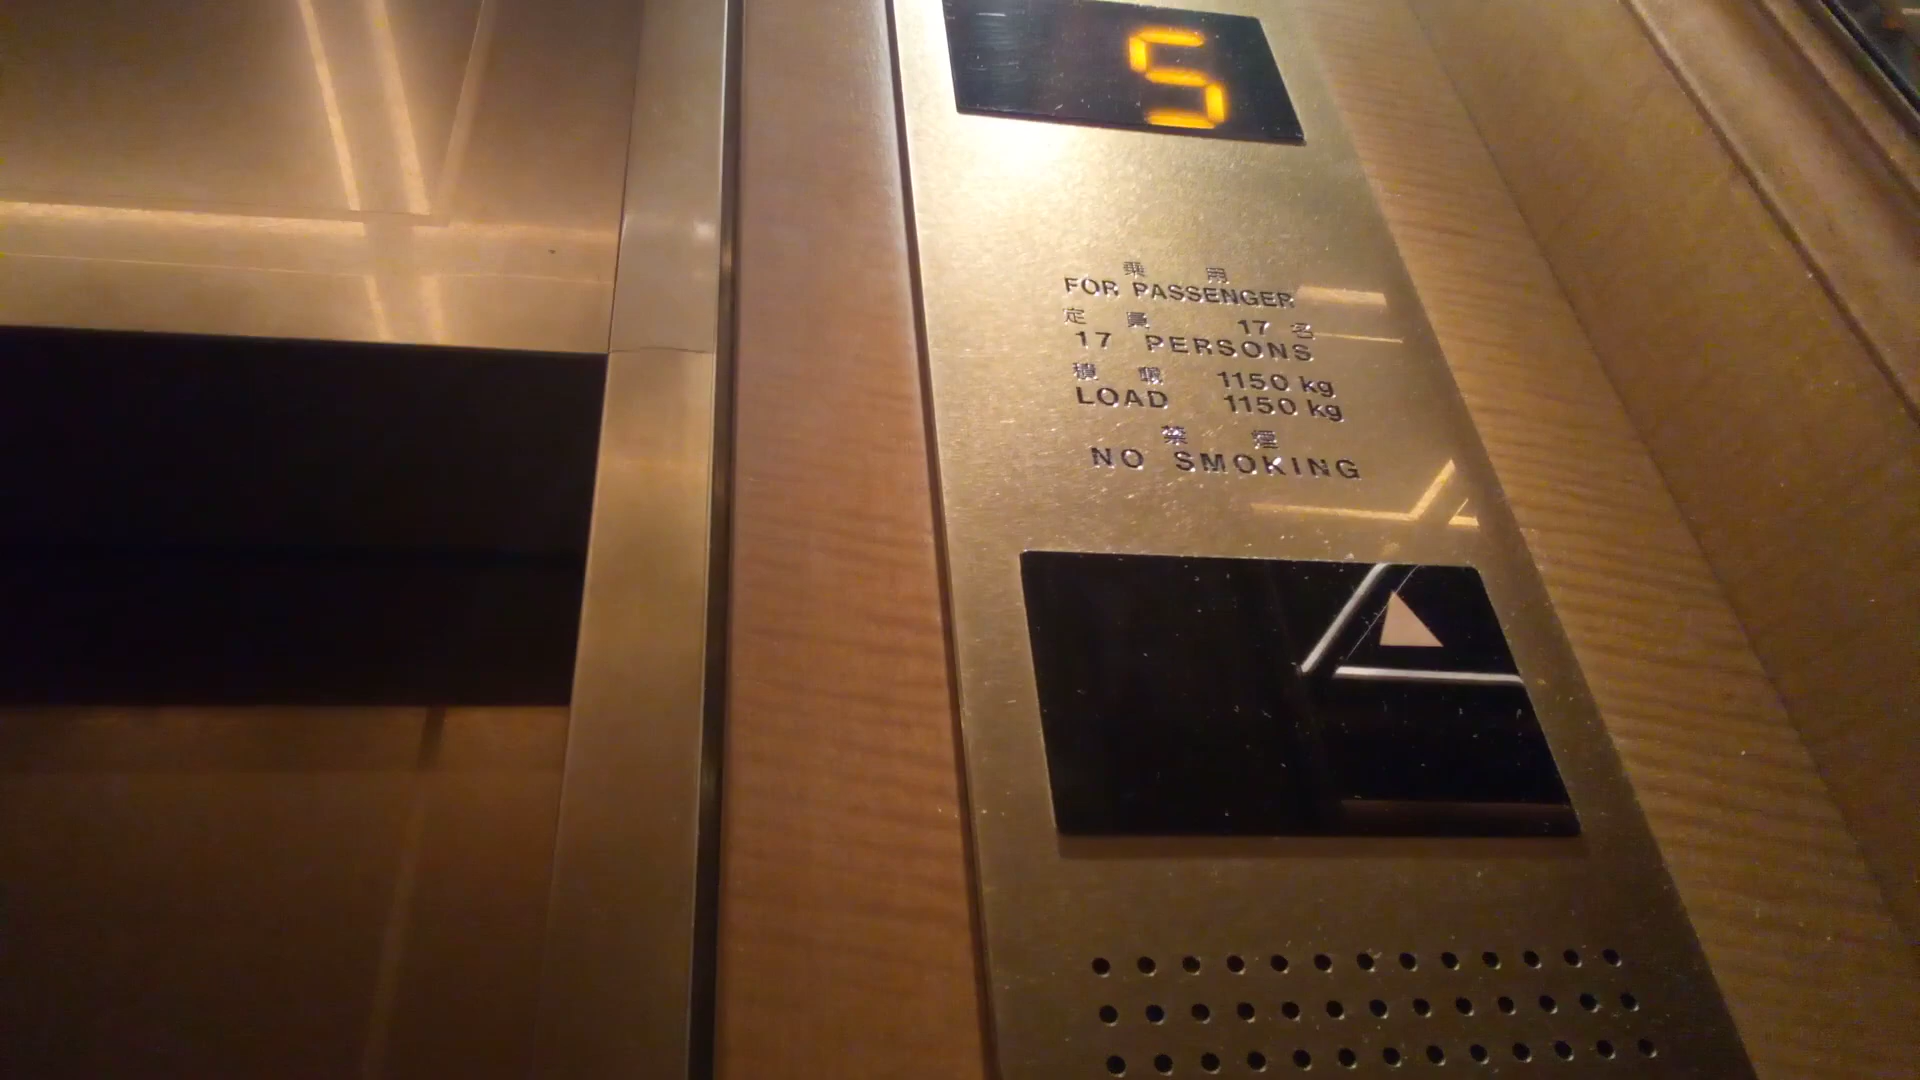 5
乗 用
FOR PASSENGER
定 員 17 名
17 PERSONS
積 載 1150 kg
LOAD 1150 kg
禁 煙
NO SMOKING